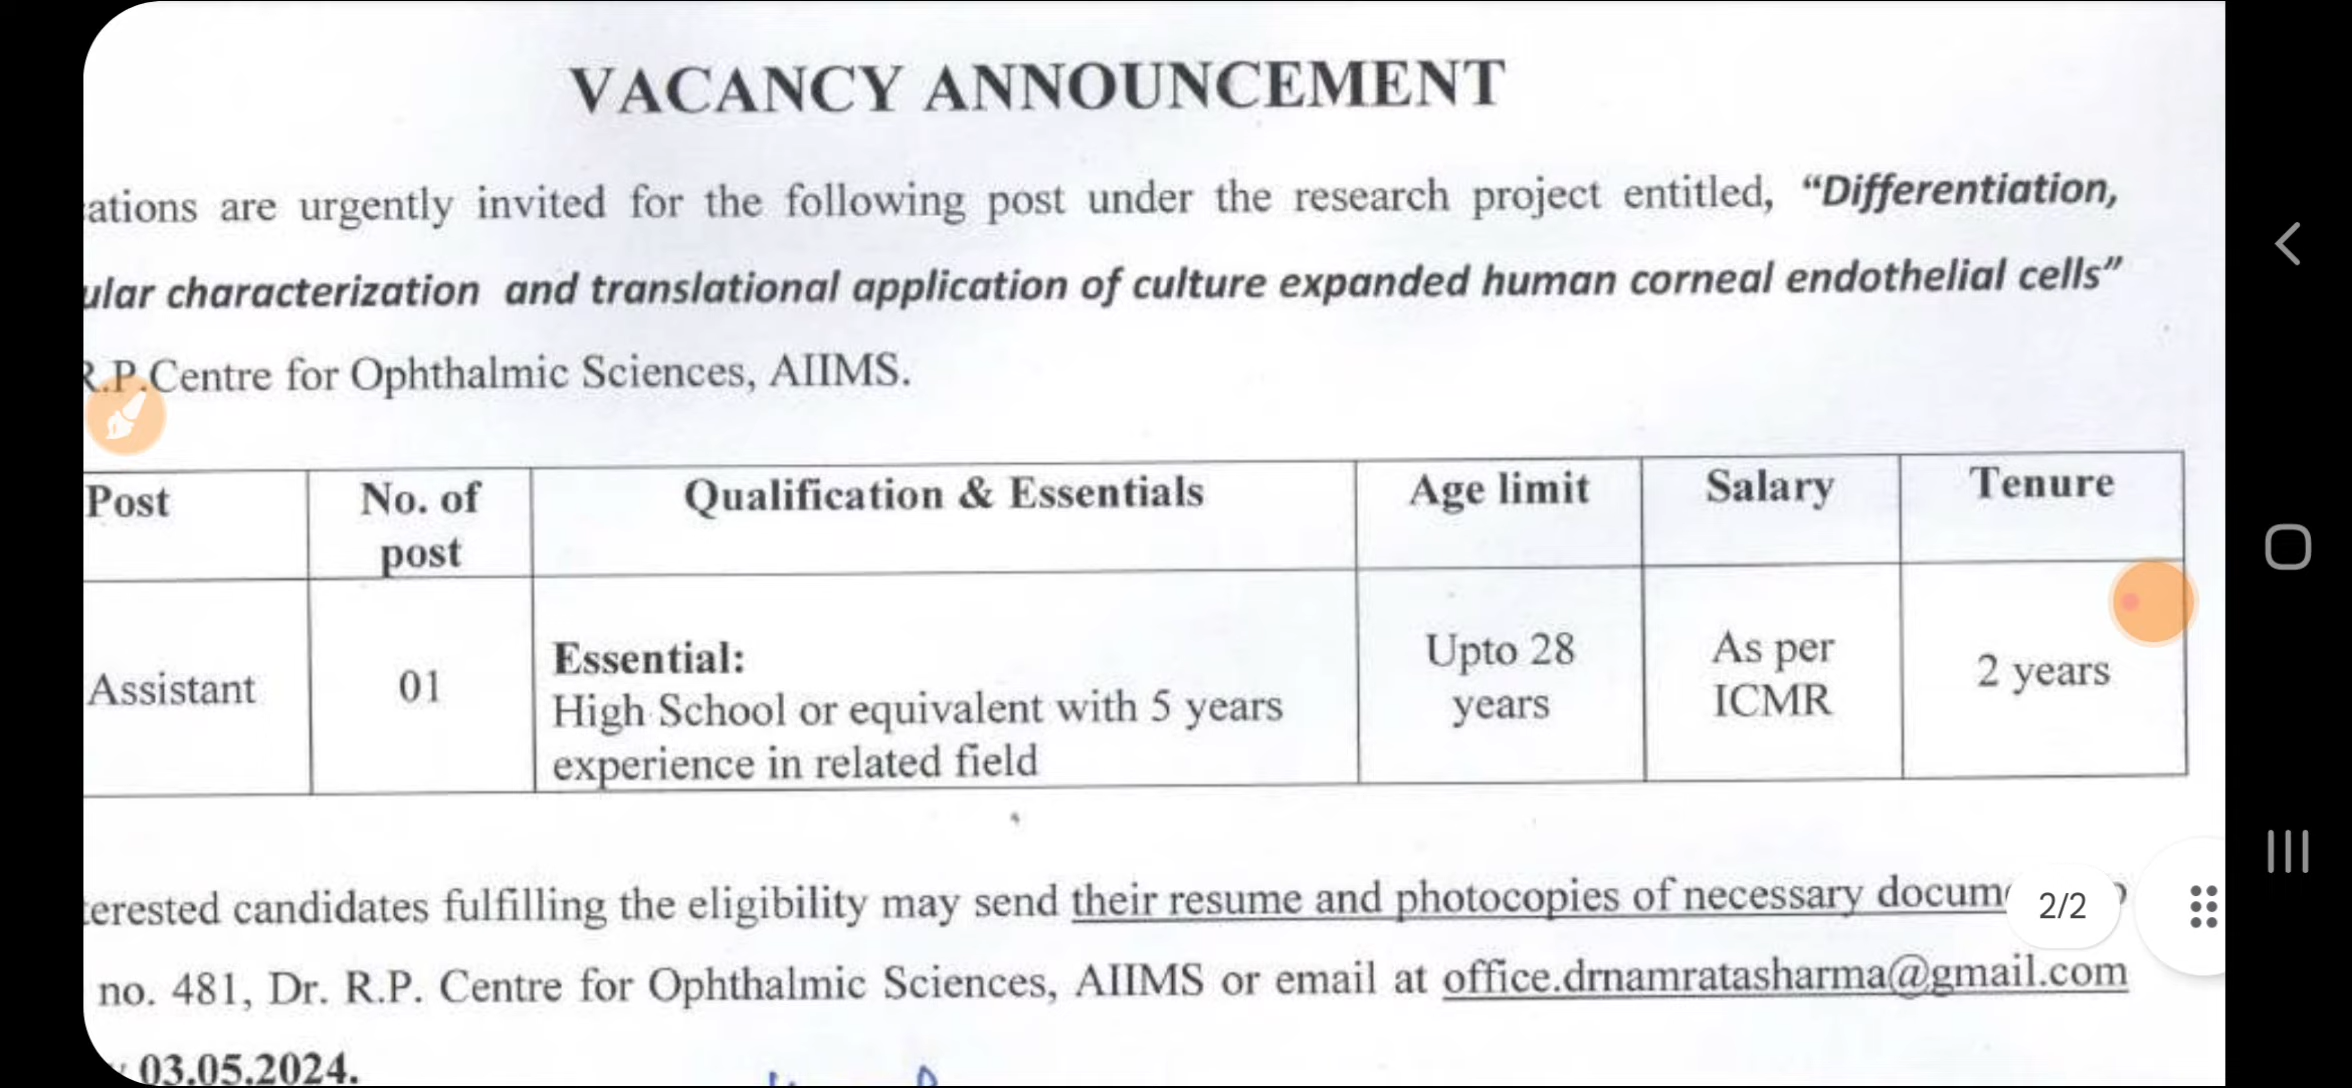 VACANCY ANNOUNCEMENT
ations are urgently invited for the following post under the research project entitled, “Differentiation,
ular characterization and translational application of culture expanded human corneal endothelial cells”
R.P.Centre for Ophthalmic Sciences, AIIMS.
Post No. of post Qualification & Essentials Age limit Salary Tenure
Assistant 01 Essential: High School or equivalent with 5 years experience in related field Upto 28 years As per ICMR 2 years
terested candidates fulfilling the eligibility may send their resume and photocopies of necessary docum
2/2
no. 481, Dr. R.P. Centre for Ophthalmic Sciences, AIIMS or email at office.drnamratasharma@gmail.com
03.05.2024.